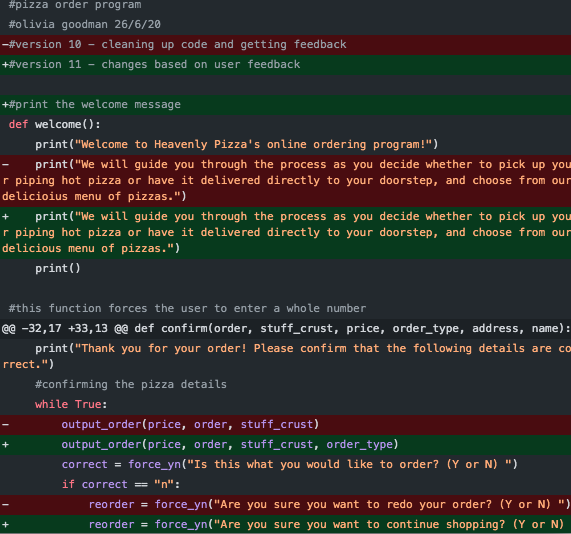 #pizza order program
#olivia goodman 26/6/20
-#version 10 - cleaning up code and getting feedback
+#version 11 - changes based on user feedback
+#print the welcome message
def welcome():
print("Welcome to Heavenly Pizza's online ordering program!")
- print("We will guide you through the process as you decide whether to pick up you
r piping hot pizza or have it delivered directly to your doorstep, and choose from our
delicioius menu of pizzas.")
+ print("We will guide you through the process as you decide whether to pick up you
r piping hot pizza or have it delivered directly to your doorstep, and choose from our
delicious menu of pizzas.")
print()
#this function forces the user to enter a whole number
@@ -32,17 +33,13 @@ def confirm(order, stuff_crust, price, order_type, address, name):
print("Thank you for your order! Please confirm that the following details are co
rrect.")
#confirming the pizza details
while True:
- output_order(price, order, stuff_crust)
+ output_order(price, order, stuff_crust, order_type)
correct = force_yn("Is this what you would like to order? (Y or N) ")
if correct == "n":
- reorder = force_yn("Are you sure you want to redo your order? (Y or N) ")
+ reorder = force_yn("Are you sure you want to continue shopping? (Y or N)